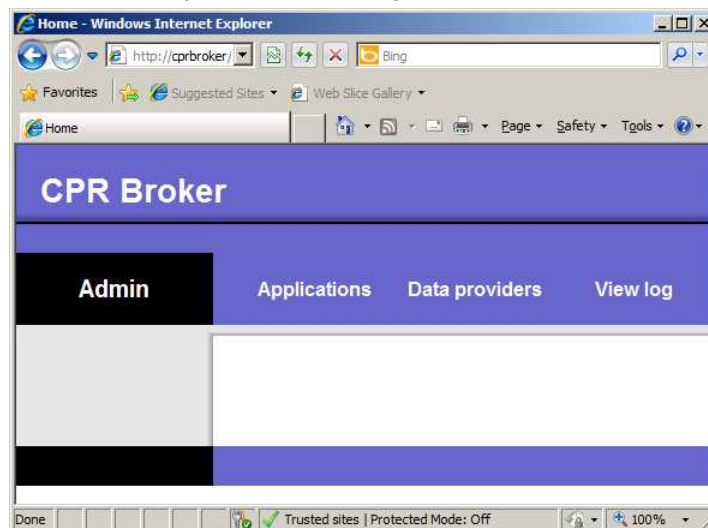 Home - Windows Internet Explorer
http://cprbroker/ Bing
Favorites Suggested Sites Web Slice Gallery
Home Page Safety Tools
CPR Broker
Admin Applications Data providers View log
Done Trusted sites | Protected Mode: Off 100%